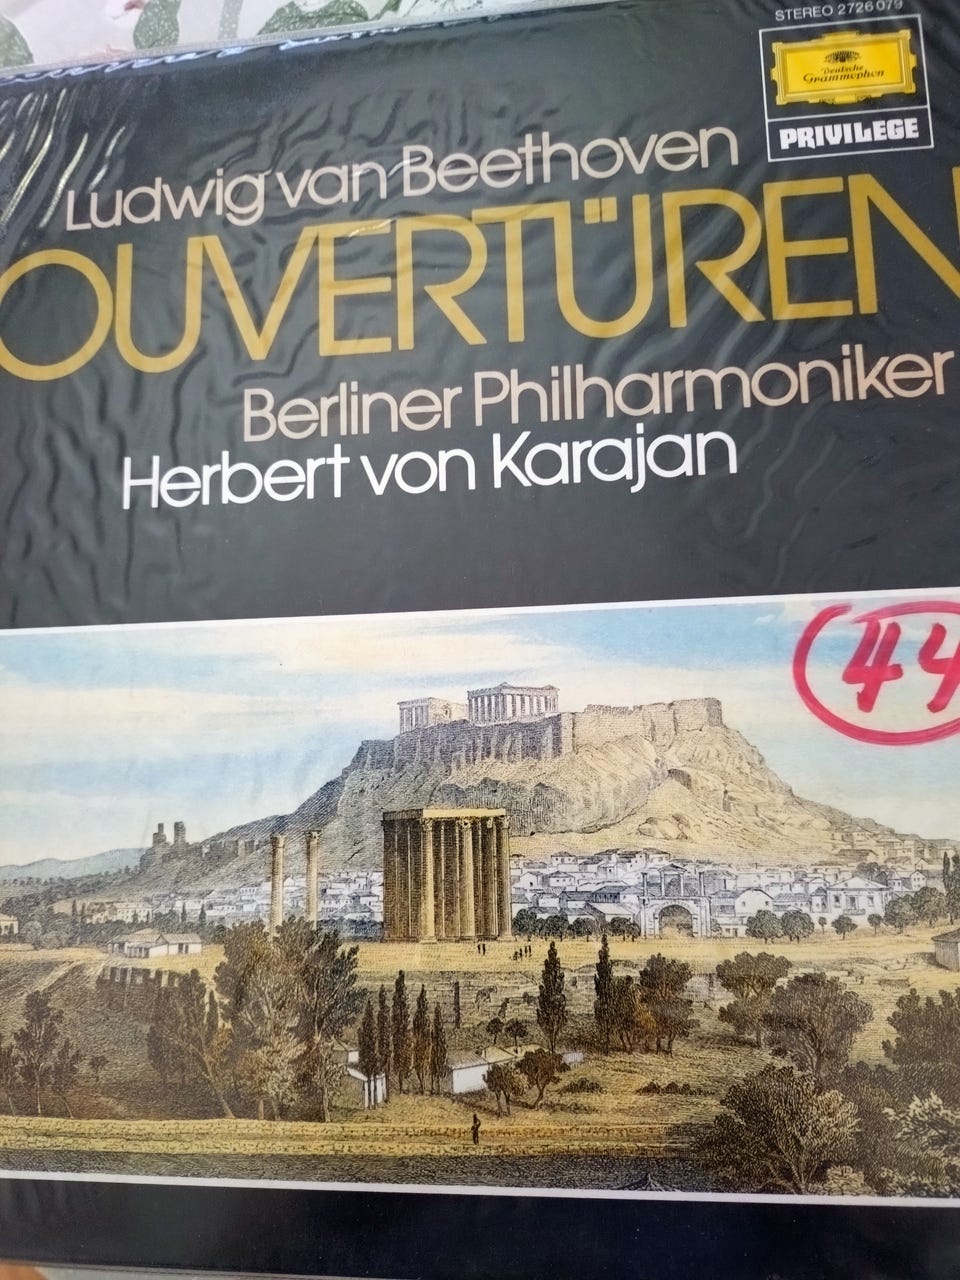 STEREO 2726 079
Deutsche
Grammophon
PRIVILEGE
Ludwig van Beethoven
OUVERTÜREN
Berliner Philharmoniker
Herbert von Karajan
44